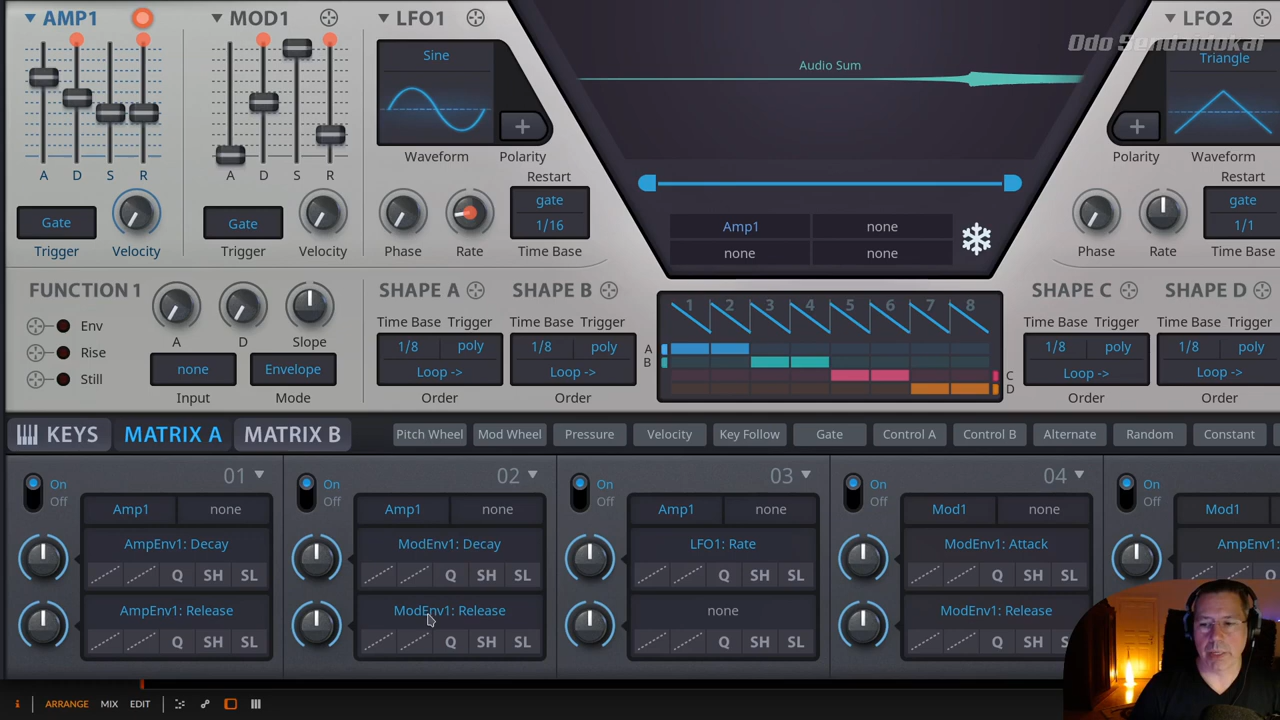 AMP1
MOD1
LFO1
LFO2
Odo Sendaidokai
Sine
Audio Sum
Triangle
Waveform
Polarity
Polarity
Waveform
A D S R
A D S R
Restart
gate
1/16
Time Base
Restart
gate
1/1
Time Base
Gate
Trigger
Velocity
Gate
Trigger
Velocity
Phase
Rate
Phase
Rate
Amp1
none
none
none
FUNCTION 1
Env
Rise
Still
A
D
Slope
none
Input
Envelope
Mode
SHAPE A
Time Base Trigger
1/8 poly
Loop ->
Order
SHAPE B
Time Base Trigger
1/8 poly
Loop ->
Order
1 2 3 4 5 6 7 8
A
B
C
D
SHAPE C
Time Base Trigger
1/8 poly
Loop ->
Order
SHAPE D
Time Base Trigger
1/8 poly
Loop ->
Order
KEYS
MATRIX A
MATRIX B
Pitch Wheel
Mod Wheel
Pressure
Velocity
Key Follow
Gate
Control A
Control B
Alternate
Random
Constant
On
Off
01
Amp1
none
AmpEnv1: Decay
Q SH SL
AmpEnv1: Release
Q SH SL
On
Off
02
Amp1
none
ModEnv1: Decay
Q SH SL
ModEnv1: Release
Q SH SL
On
Off
03
Amp1
none
LFO1: Rate
Q SH SL
none
Q SH SL
On
Off
04
Mod1
none
ModEnv1: Attack
Q SH SL
ModEnv1: Release
Q SH SL
On
Off
Mod1
i
ARRANGE
MIX
EDIT